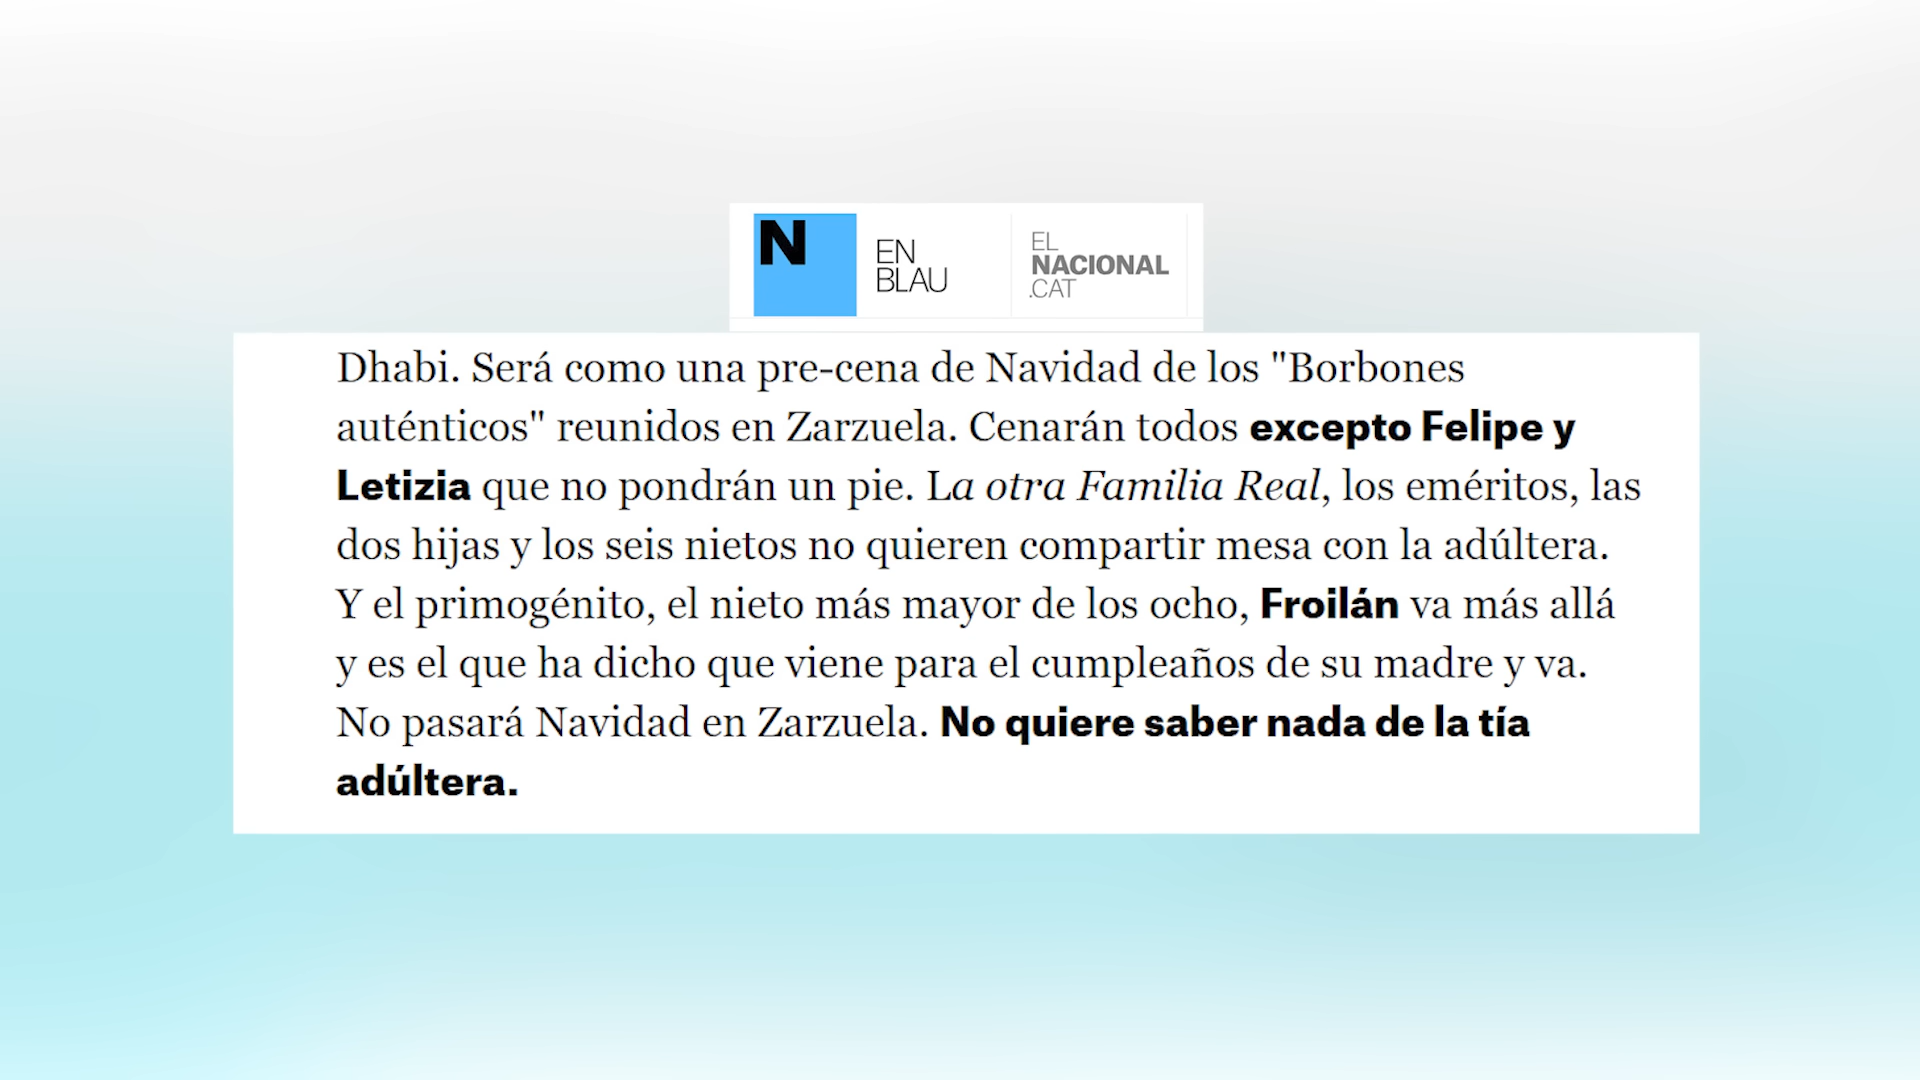 N
EN
BLAU
EL
NACIONAL
.CAT
Dhabi. Será como una pre-cena de Navidad de los "Borbones
auténticos" reunidos en Zarzuela. Cenarán todos excepto Felipe y
Letizia que no pondrán un pie. La otra Familia Real, los eméritos, las
dos hijas y los seis nietos no quieren compartir mesa con la adúltera.
Y el primogénito, el nieto más mayor de los ocho, Froilán va más allá
y es el que ha dicho que viene para el cumpleaños de su madre y va.
No pasará Navidad en Zarzuela. No quiere saber nada de la tía
adúltera.